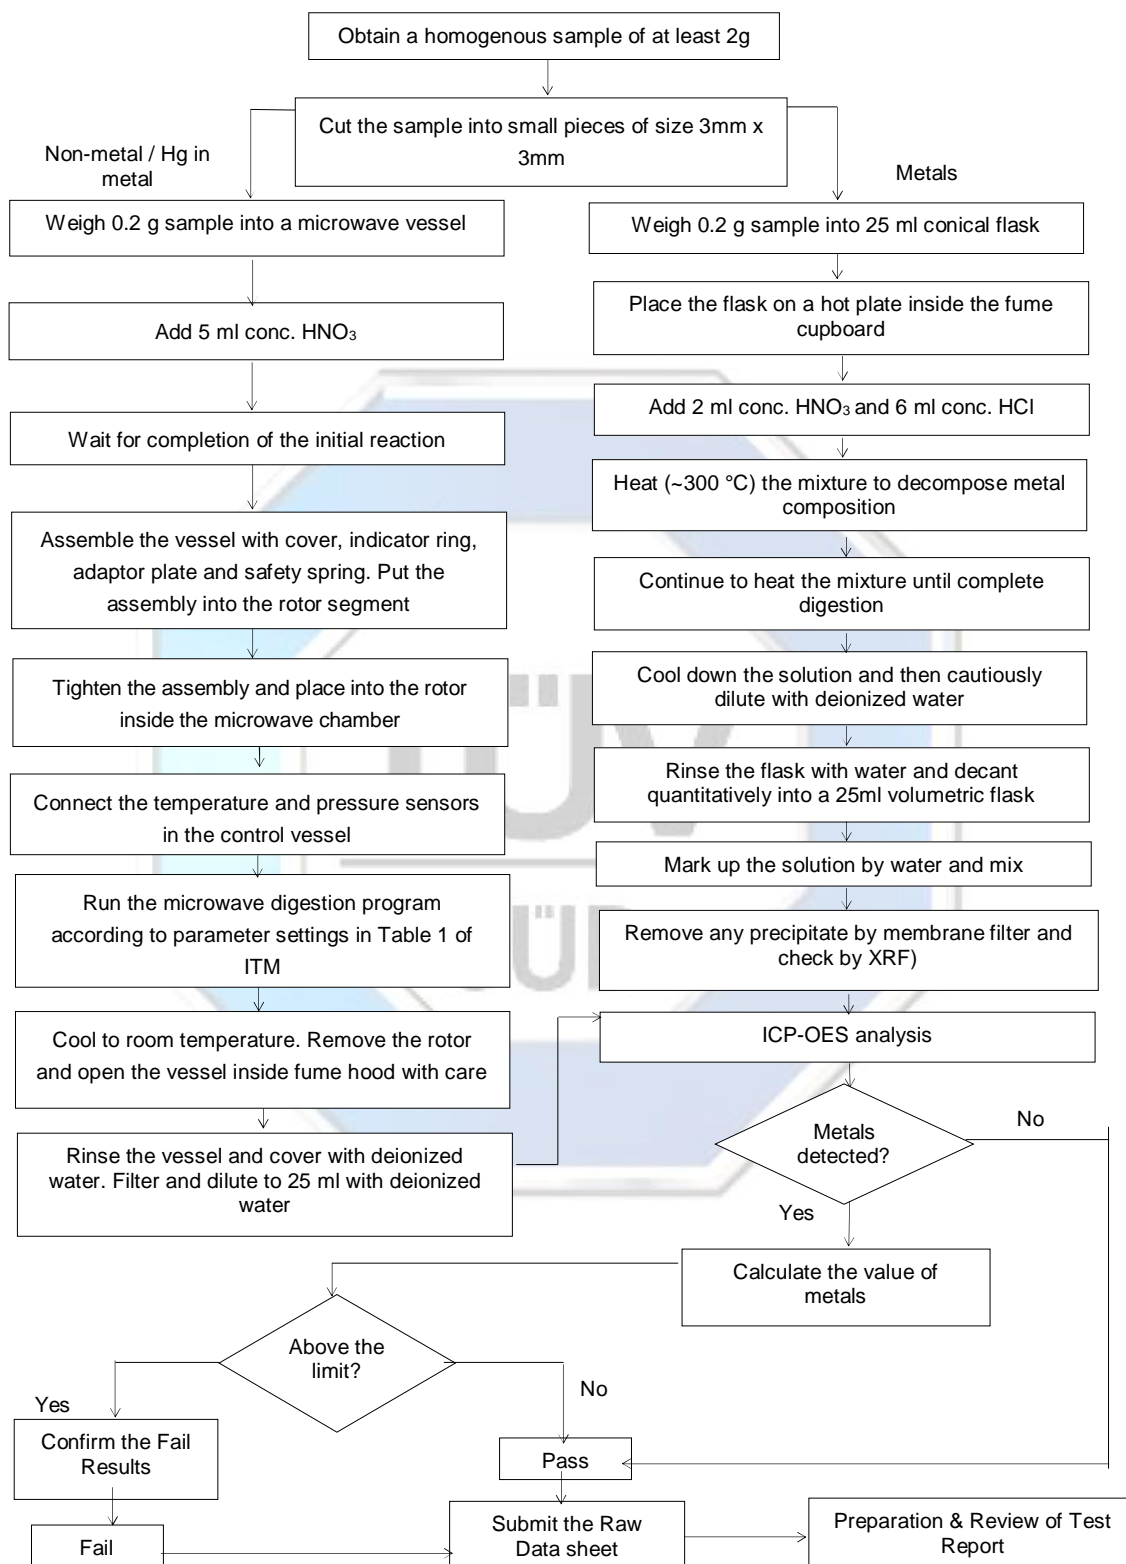 Obtain a homogenous sample of at least 2g
Cut the sample into small pieces of size 3mm x
3mm
Non-metal / Hg in
metal
Metals
Weigh 0.2 g sample into a microwave vessel
Add 5 ml conc. HNO₃
Wait for completion of the initial reaction
Assemble the vessel with cover, indicator ring,
adaptor plate and safety spring. Put the
assembly into the rotor segment
Tighten the assembly and place into the rotor
inside the microwave chamber
Connect the temperature and pressure sensors
in the control vessel
Run the microwave digestion program
according to parameter settings in Table 1 of
ITM
Cool to room temperature. Remove the rotor
and open the vessel inside fume hood with care
Rinse the vessel and cover with deionized
water. Filter and dilute to 25 ml with deionized
water
Weigh 0.2 g sample into 25 ml conical flask
Place the flask on a hot plate inside the fume
cupboard
Add 2 ml conc. HNO₃ and 6 ml conc. HCl
Heat (~300 °C) the mixture to decompose metal
composition
Continue to heat the mixture until complete
digestion
Cool down the solution and then cautiously
dilute with deionized water
Rinse the flask with water and decant
quantitatively into a 25ml volumetric flask
Mark up the solution by water and mix
Remove any precipitate by membrane filter and
check by XRF)
ICP-OES analysis
Metals
detected?
No
Yes
Calculate the value of
metals
Above the
limit?
Yes
No
Confirm the Fail
Results
Pass
Fail
Submit the Raw
Data sheet
Preparation & Review of Test
Report
TÜV
SÜD